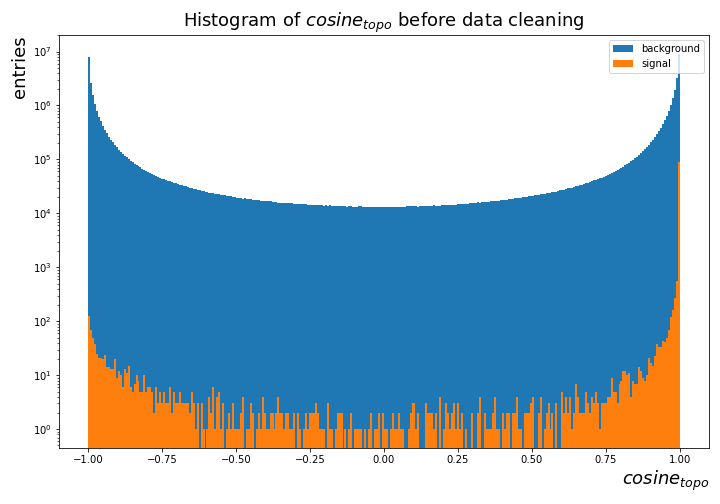 Histogram of cosine_topo before data cleaning
entries
background
signal
10^7
10^6
10^5
10^4
10^3
10^2
10^1
10^0
−1.00 −0.75 −0.50 −0.25 0.00 0.25 0.50 0.75 1.00
cosine_topo